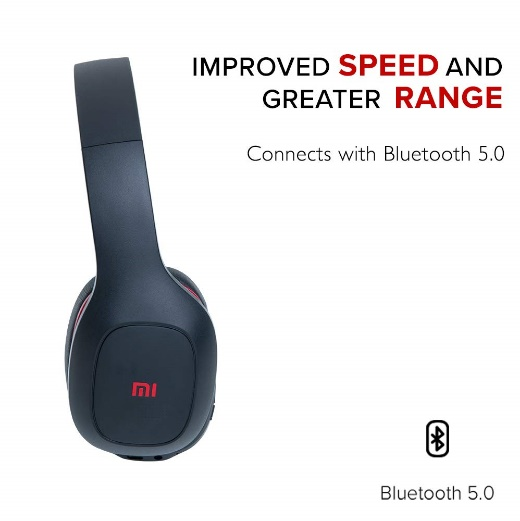 IMPROVED SPEED AND
GREATER RANGE
Connects with Bluetooth 5.0
mi
Bluetooth 5.0